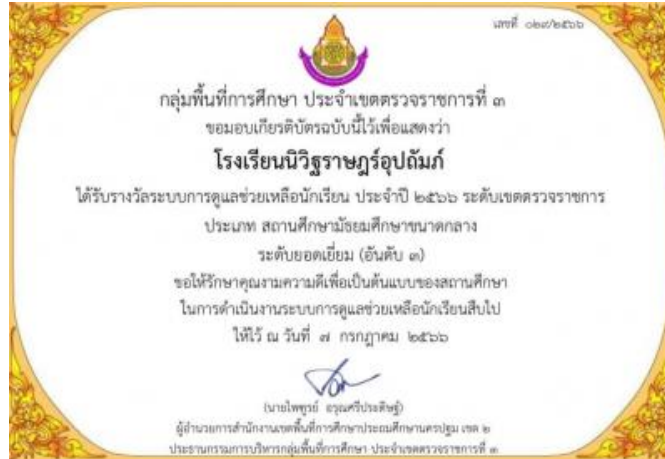 เลขที่ ๐๒๙/๒๕๖๖
กลุ่มพื้นที่การศึกษา ประจำเขตตรวจราชการที่ ๓
ขอมอบเกียรติบัตรฉบับนี้ไว้เพื่อแสดงว่า
โรงเรียนนิวิฐราษฎร์อุปถัมภ์
ได้รับรางวัลระบบการดูแลช่วยเหลือนักเรียน ประจำปี ๒๕๖๖ ระดับเขตตรวจราชการ
ประเภท สถานศึกษามัธยมศึกษาขนาดกลาง
ระดับยอดเยี่ยม (อันดับ ๓)
ขอให้รักษาคุณงามความดีเพื่อเป็นต้นแบบของสถานศึกษา
ในการดำเนินงานระบบการดูแลช่วยเหลือนักเรียนสืบไป
ให้ไว้ ณ วันที่ ๗ กรกฎาคม ๒๕๖๖
(นายไพฑูรย์ อรุณศรีประดิษฐ์)
ผู้อำนวยการสำนักงานเขตพื้นที่การศึกษาประถมศึกษานครปฐม เขต ๒
ประธานกรรมการบริหารกลุ่มพื้นที่การศึกษา ประจำเขตตรวจราชการที่ ๓